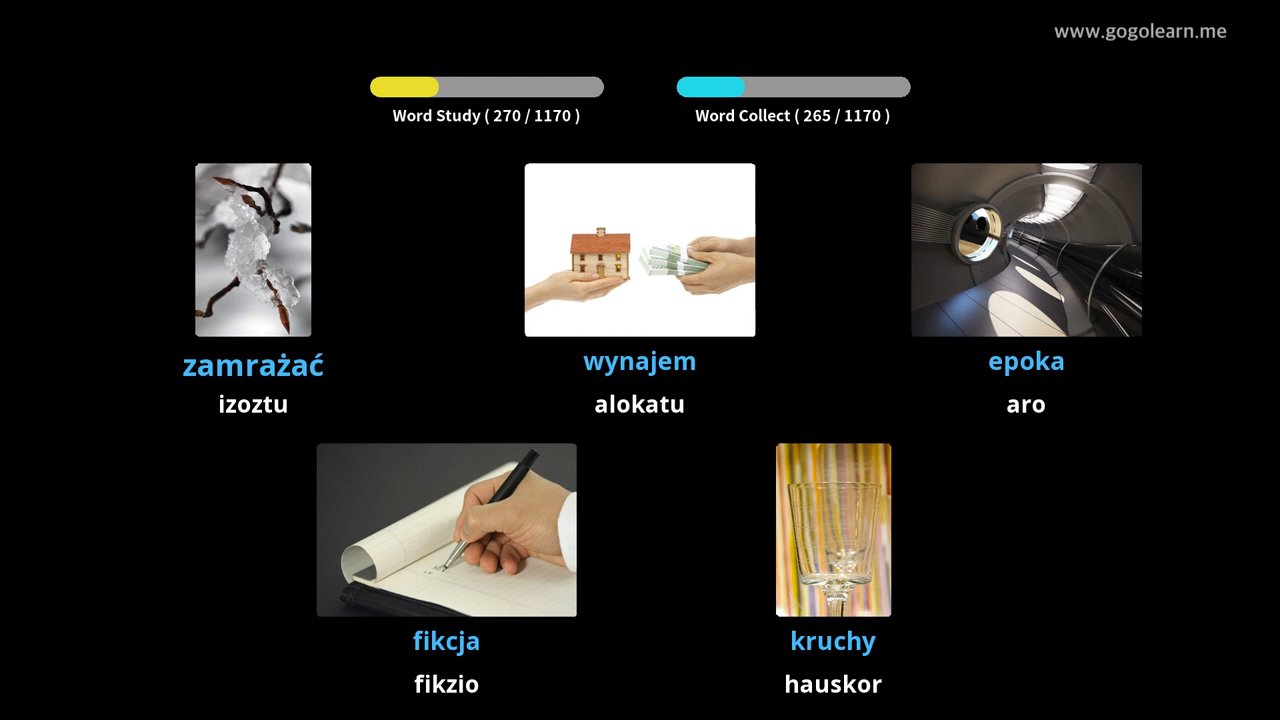 www.gogolearn.me
Word Study ( 270 / 1170 )
Word Collect ( 265 / 1170 )
zamrażać
izoztu
wynajem
alokatu
epoka
aro
fikcja
fikzio
kruchy
hauskor